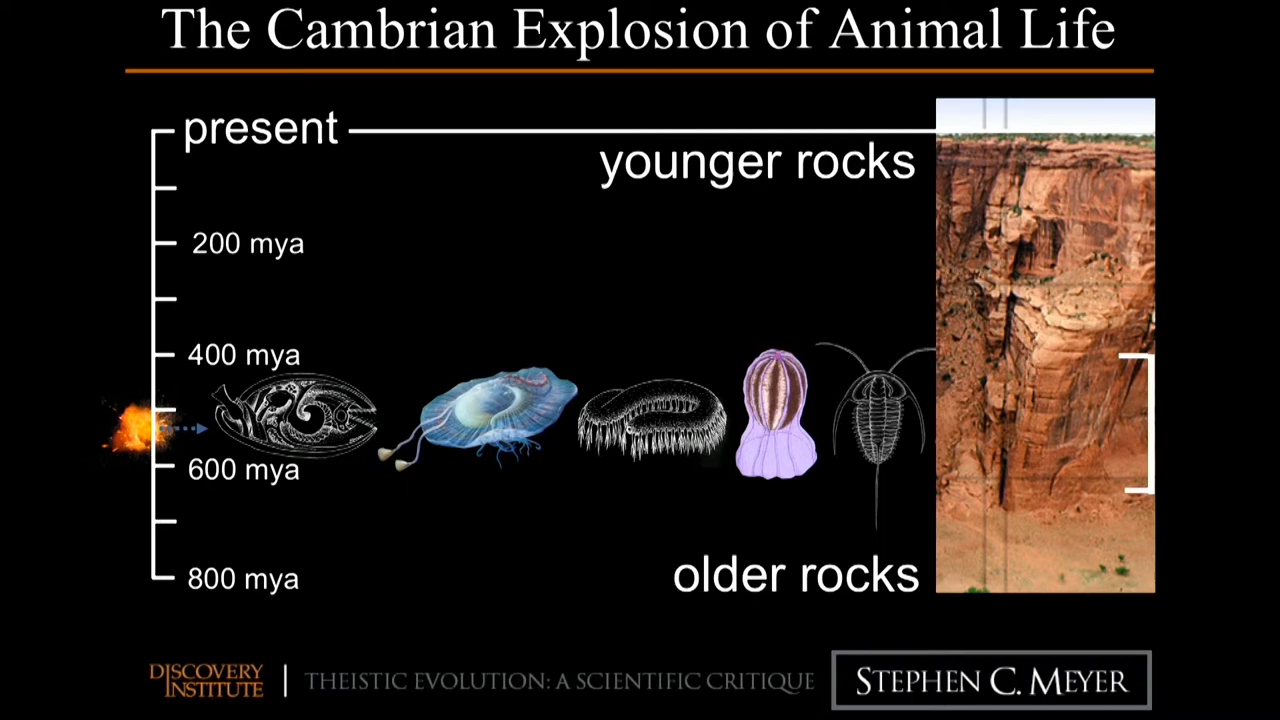 The Cambrian Explosion of Animal Life
present
younger rocks
200 mya
400 mya
600 mya
older rocks
800 mya
DISCOVERY
INSTITUTE
THEISTIC EVOLUTION: A SCIENTIFIC CRITIQUE
STEPHEN C. MEYER